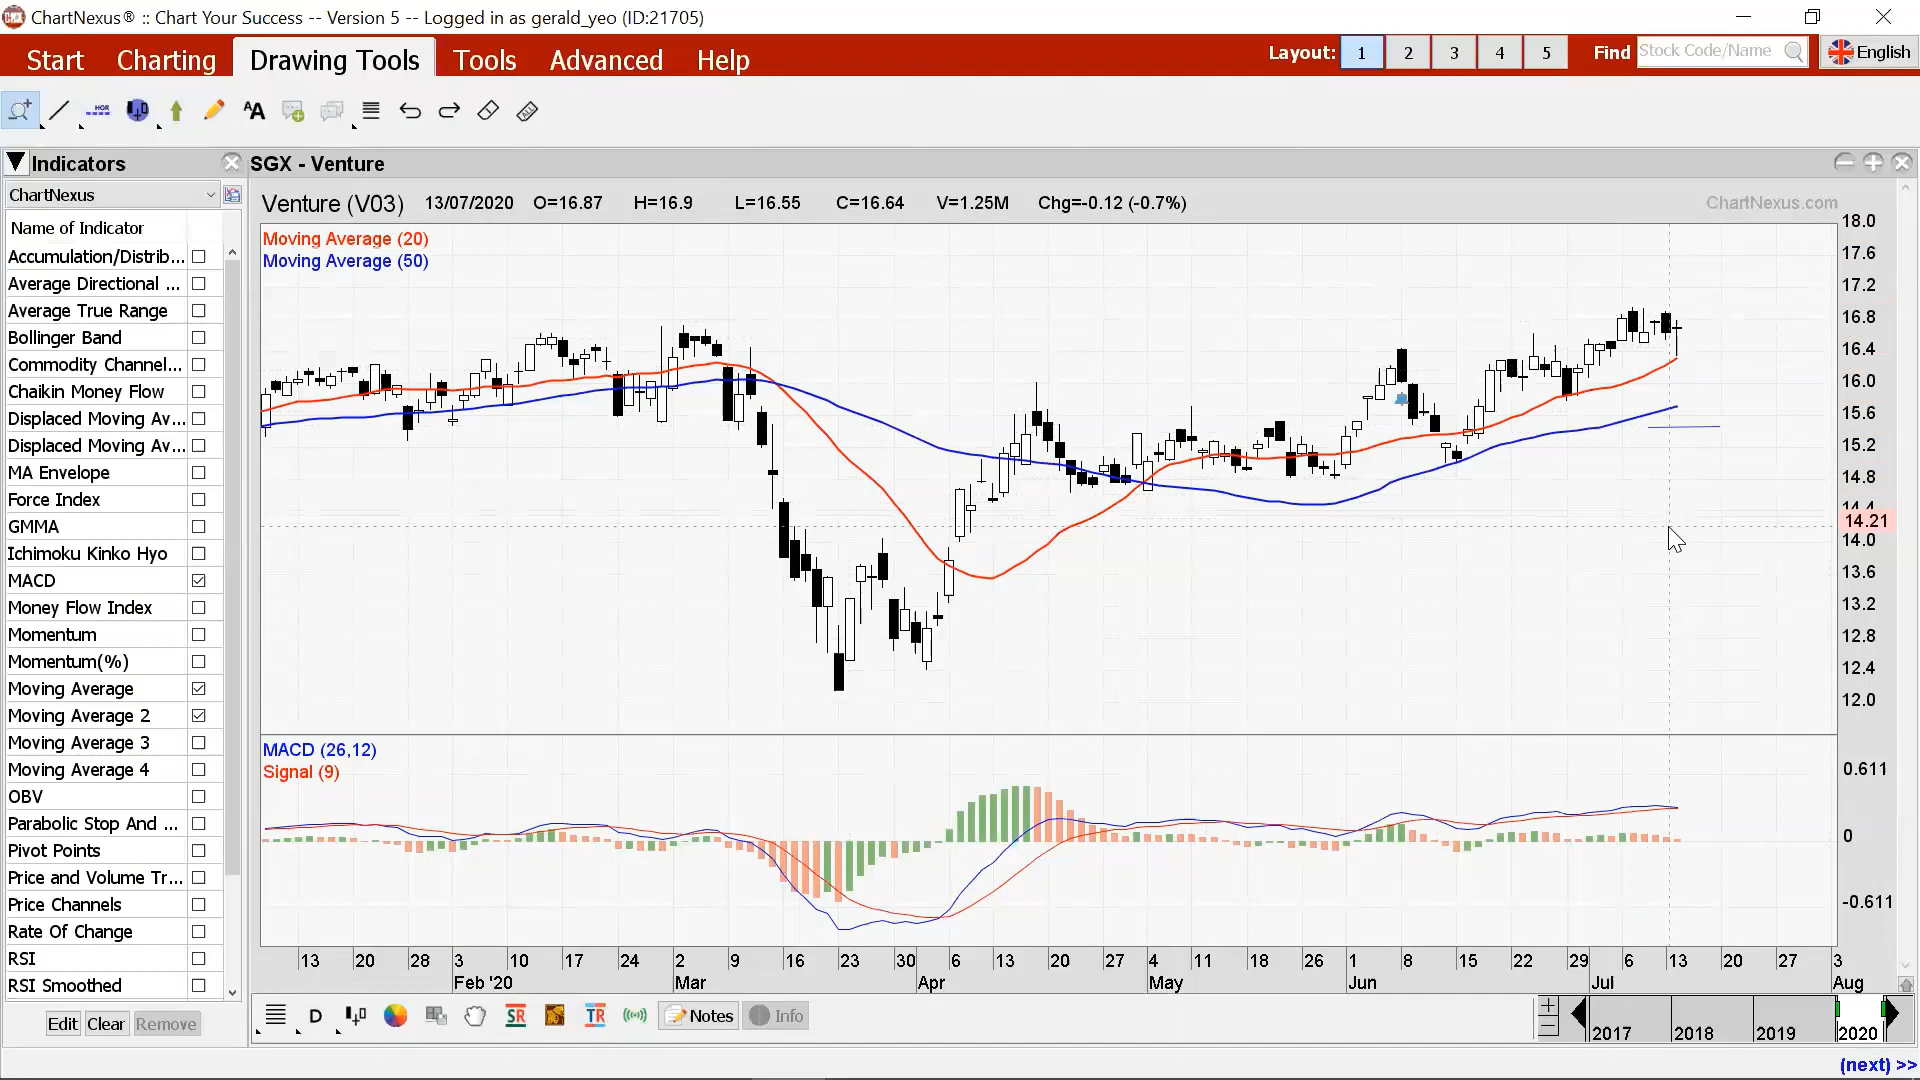 ChartNexus® :: Chart Your Success -- Version 5 -- Logged in as gerald_yeo (ID:21705)
Start Charting Drawing Tools Tools Advanced Help Layout: 1 2 3 4 5 Find Stock Code/Name English
HOR AA
Indicators
SGX - Venture
ChartNexus
Venture (V03) 13/07/2020 O=16.87 H=16.9 L=16.55 C=16.64 V=1.25M Chg=-0.12 (-0.7%) ChartNexus.com
Name of Indicator
Accumulation/Distrib...
Average Directional ...
Average True Range
Bollinger Band
Commodity Channel...
Chaikin Money Flow
Displaced Moving Av...
Displaced Moving Av...
MA Envelope
Force Index
GMMA
Ichimoku Kinko Hyo
MACD
Money Flow Index
Momentum
Momentum(%)
Moving Average
Moving Average 2
Moving Average 3
Moving Average 4
OBV
Parabolic Stop And ...
Pivot Points
Price and Volume Tr...
Price Channels
Rate Of Change
RSI
RSI Smoothed
Edit Clear Remove
Moving Average (20)
Moving Average (50)
18.0
17.6
17.2
16.8
16.4
16.0
15.6
15.2
14.8
14.4
14.21
14.0
13.6
13.2
12.8
12.4
12.0
MACD (26,12)
Signal (9)
0.611
0
-0.611
13 20 28 3 10 17 24 2 9 16 23 30 6 13 20 27 4 11 18 26 1 8 15 22 29 6 13 20 27 3
Feb '20 Mar Apr May Jun Jul Aug
D SR TR Notes Info
2017 2018 2019 2020
(next) >>